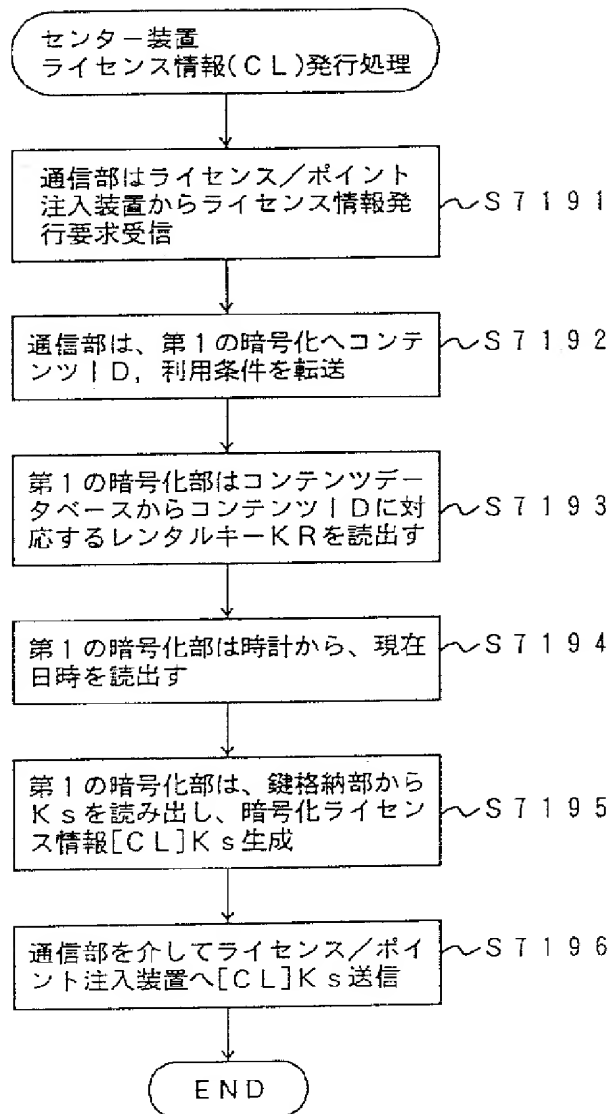 センター装置
ライセンス情報(CL)発行処理
通信部はライセンス／ポイント
注入装置からライセンス情報発
行要求受信
S7191
通信部は、第1の暗号化へコンテ
ンツID，利用条件を転送
S7192
第1の暗号化部はコンテンツデー
タベースからコンテンツIDに対
応するレンタルキーKRを読出す
S7193
第1の暗号化部は時計から、現在
日時を読出す
S7194
第1の暗号化部は、鍵格納部から
Ksを読み出し、暗号化ライセン
ス情報[CL]Ks生成
S7195
通信部を介してライセンス／ポイ
ント注入装置へ[CL]Ks送信
S7196
END